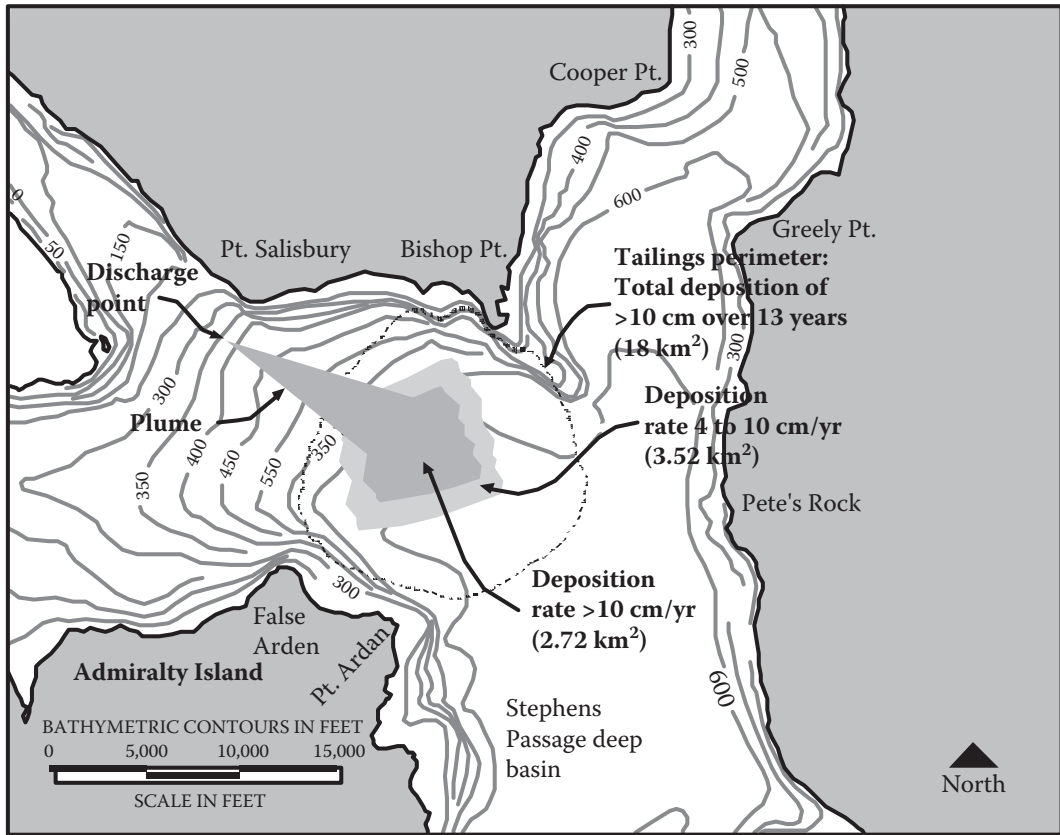 300
Cooper Pt.
500
400
600
0
50
150
Pt. Salisbury
Bishop Pt.
Greely Pt.
Discharge
point
Tailings perimeter:
Total deposition of
>10 cm over 13 years
(18 km²)
300
300
Plume
Deposition
rate 4 to 10 cm/yr
(3.52 km²)
350
400
450
550
350
Pete's Rock
300
Deposition
rate >10 cm/yr
(2.72 km²)
False
Arden
Pt. Ardan
Admiralty Island
600
Stephens
Passage deep
basin
BATHYMETRIC CONTOURS IN FEET
0 5,000 10,000 15,000
SCALE IN FEET
North